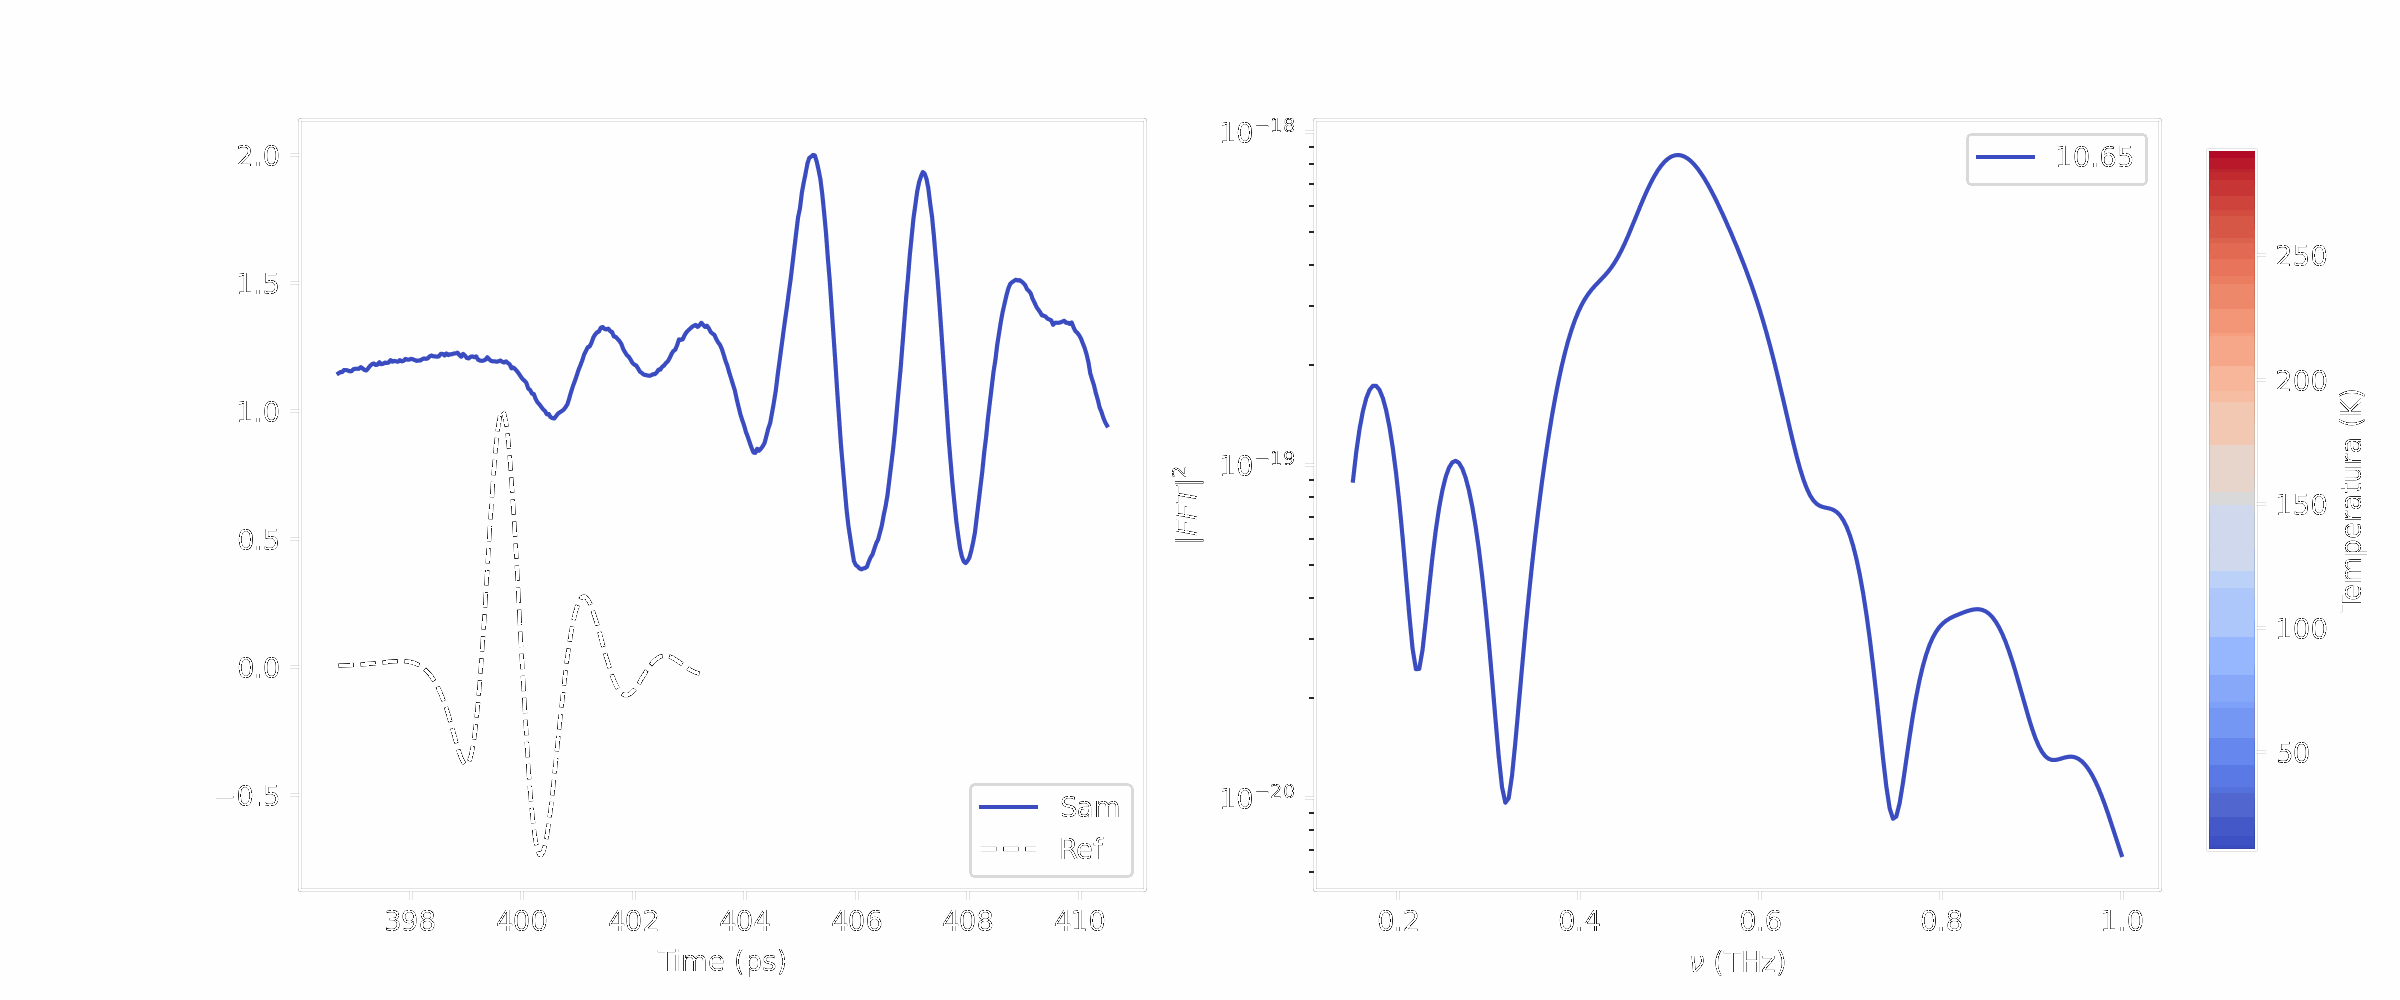 2.0
1.5
1.0
0.5
0.0
−0.5
398 400 402 404 406 408 410
Time (ps)
Sam
Ref
|FFT|²
10⁻¹⁸
10⁻¹⁹
10⁻²⁰
0.2 0.4 0.6 0.8 1.0
ν (THz)
10.65
250
200
150
100
50
Temperatura (K)